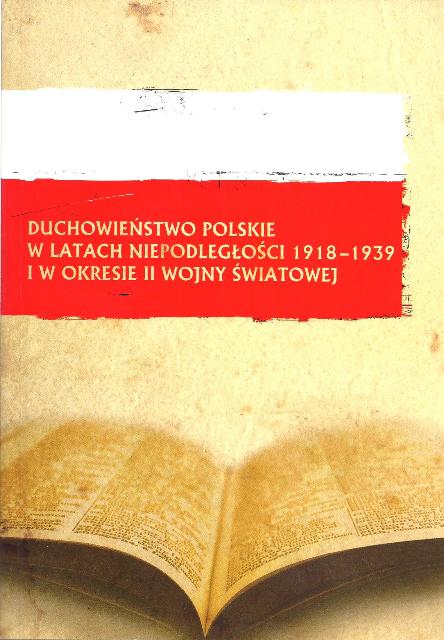 DUCHOWIEŃSTWO POLSKIE
W LATACH NIEPODLEGŁOŚCI 1918–1939
I W OKRESIE II WOJNY ŚWIATOWEJ